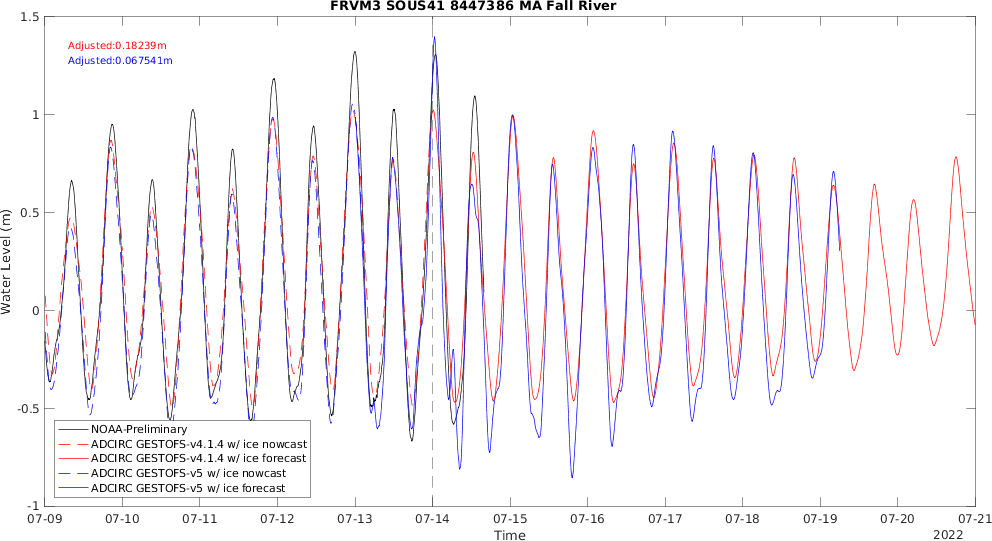 FRVM3 SOUS41 8447386 MA Fall River
1.5
Adjusted:0.18239m
Adjusted:0.067541m
1
0.5
0
-0.5
-1
Water Level (m)
NOAA-Preliminary
ADCIRC GESTOFS-v4.1.4 w/ ice nowcast
ADCIRC GESTOFS-v4.1.4 w/ ice forecast
ADCIRC GESTOFS-v5 w/ ice nowcast
ADCIRC GESTOFS-v5 w/ ice forecast
07-09 07-10 07-11 07-12 07-13 07-14 07-15 07-16 07-17 07-18 07-19 07-20 07-21
Time
2022